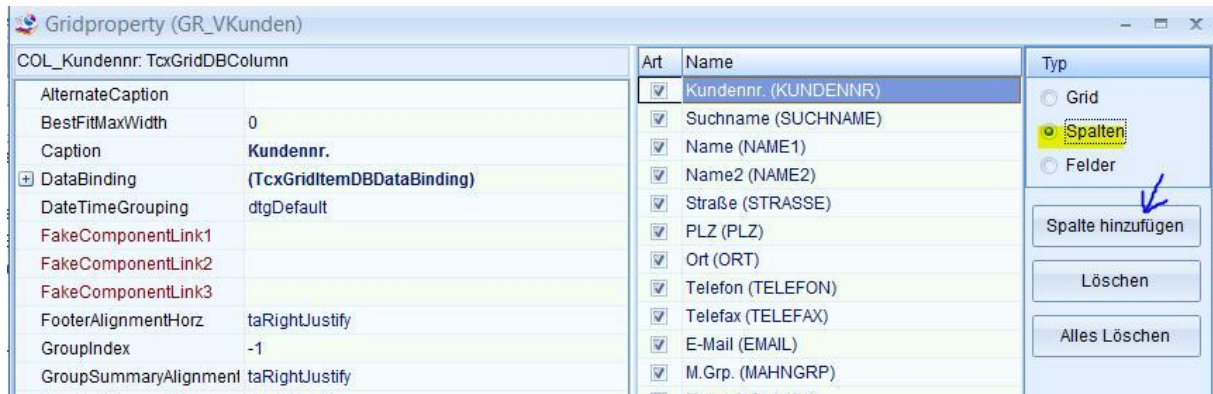 Gridproperty (GR_VKunden)
COL_Kundennr: TcxGridDBColumn
AlternateCaption
BestFitMaxWidth 0
Caption Kundennr.
DataBinding (TcxGridItemDBDataBinding)
DateTimeGrouping dtgDefault
FakeComponentLink1
FakeComponentLink2
FakeComponentLink3
FooterAlignmentHorz taRightJustify
GroupIndex -1
GroupSummaryAlignment taRightJustify
Art Name
Kundennr. (KUNDENNR)
Suchname (SUCHNAME)
Name (NAME1)
Name2 (NAME2)
Straße (STRASSE)
PLZ (PLZ)
Ort (ORT)
Telefon (TELEFON)
Telefax (TELEFAX)
E-Mail (EMAIL)
M.Grp. (MAHNGRP)
Typ
Grid
Spalten
Felder
Spalte hinzufügen
Löschen
Alles Löschen